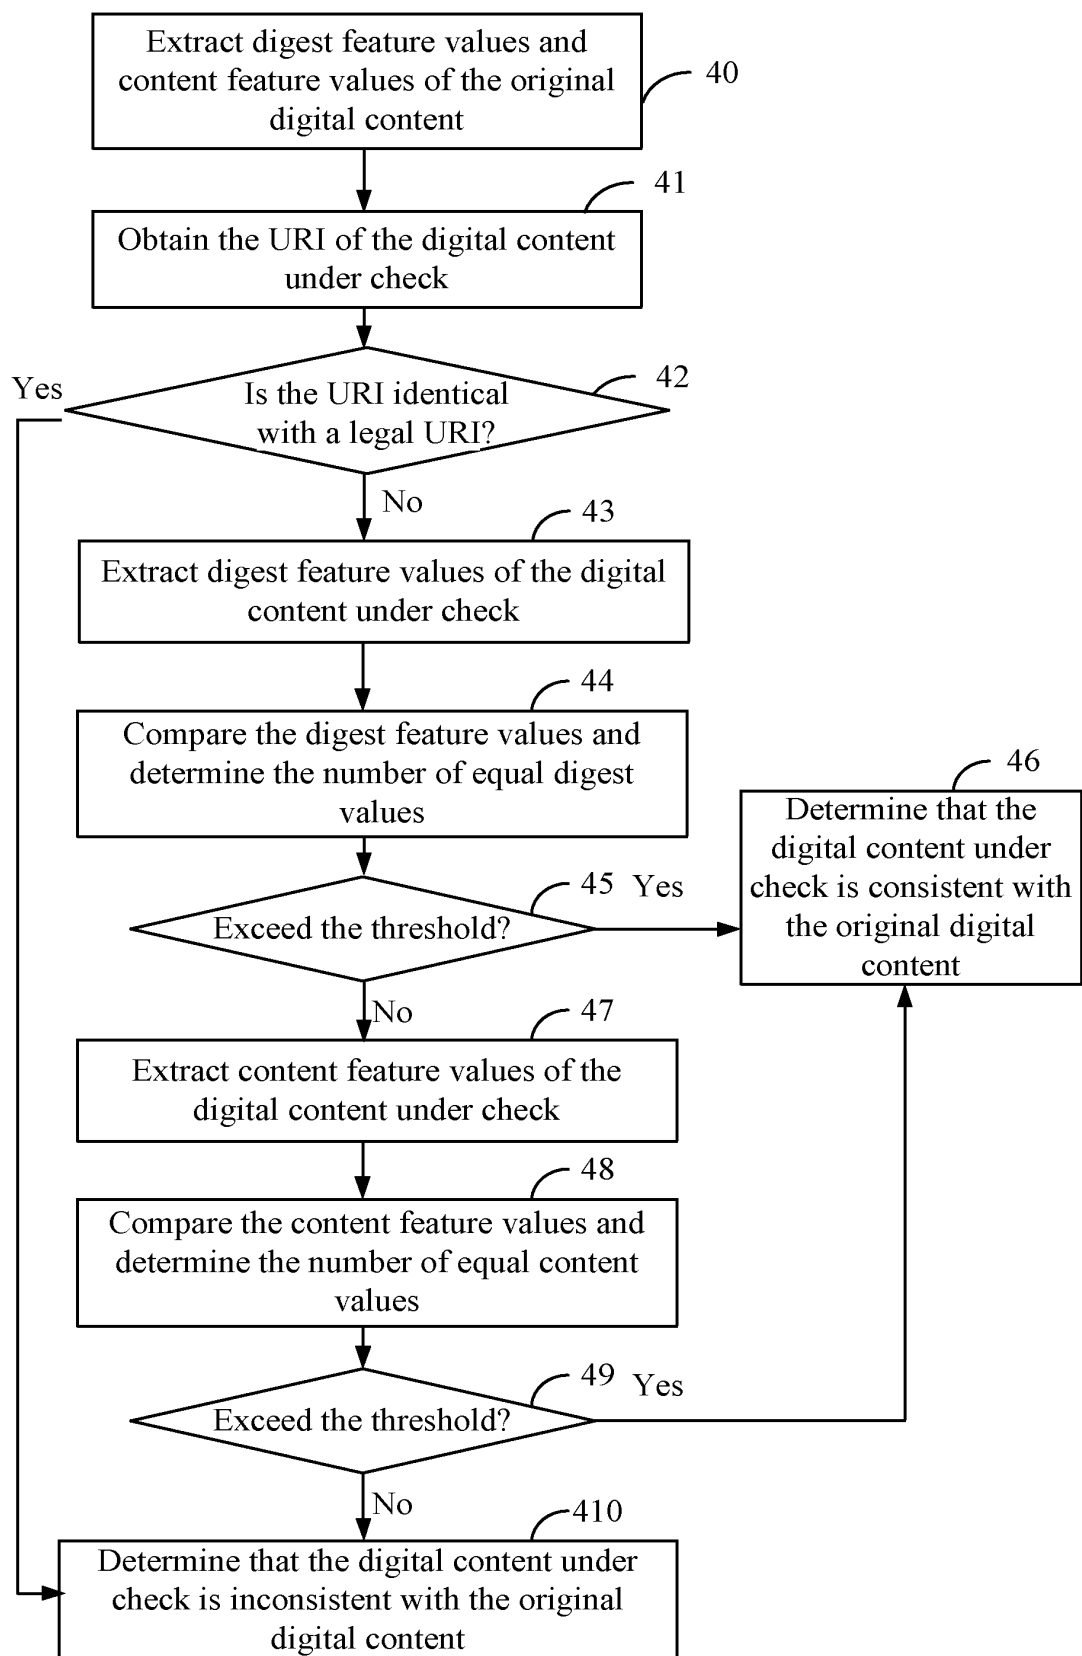 Extract digest feature values and
content feature values of the original
digital content
40
41
Obtain the URI of the digital content
under check
Yes
42
Is the URI identical
with a legal URI?
No
43
Extract digest feature values of the digital
content under check
44
Compare the digest feature values and
determine the number of equal digest
values
46
Determine that the
digital content under
check is consistent with
the original digital
content
45
Yes
Exceed the threshold?
No
47
Extract content feature values of the
digital content under check
48
Compare the content feature values and
determine the number of equal content
values
49
Yes
Exceed the threshold?
No
410
Determine that the digital content under
check is inconsistent with the original
digital content